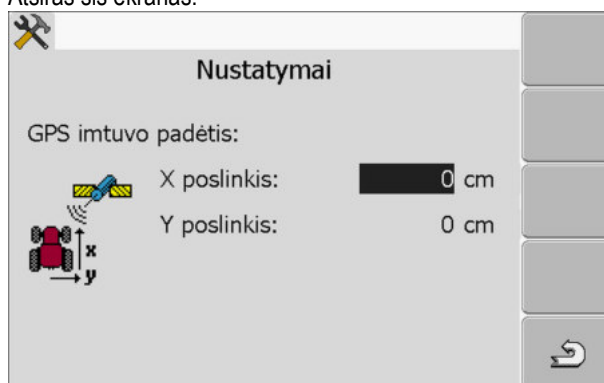 Atsiras šis ekranas:
Nustatymai
GPS imtuvo padėtis:
X poslinkis: 0 cm
Y poslinkis: 0 cm
x
y